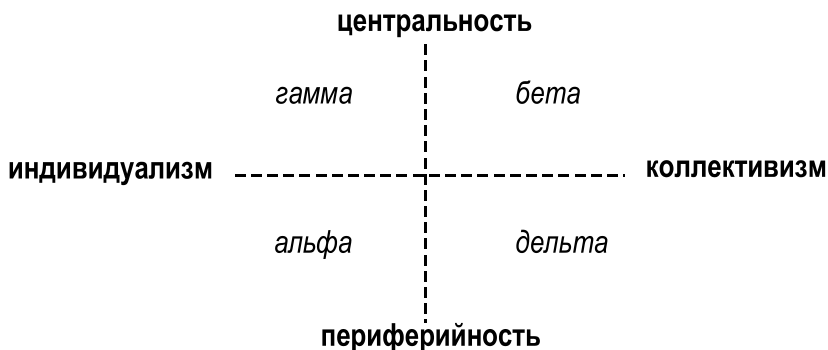 центральность
гамма бета
индивидуализм коллективизм
альфа дельта
периферийность